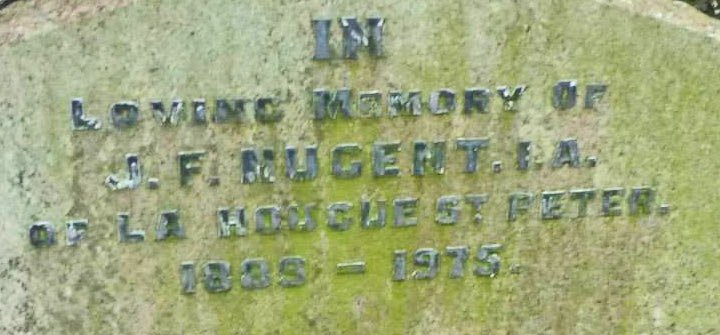 IN
LOVING MEMORY OF
J. F. NUGENT. I.A.
OF LA HOUGUE ST PETER.
1889 - 1975.